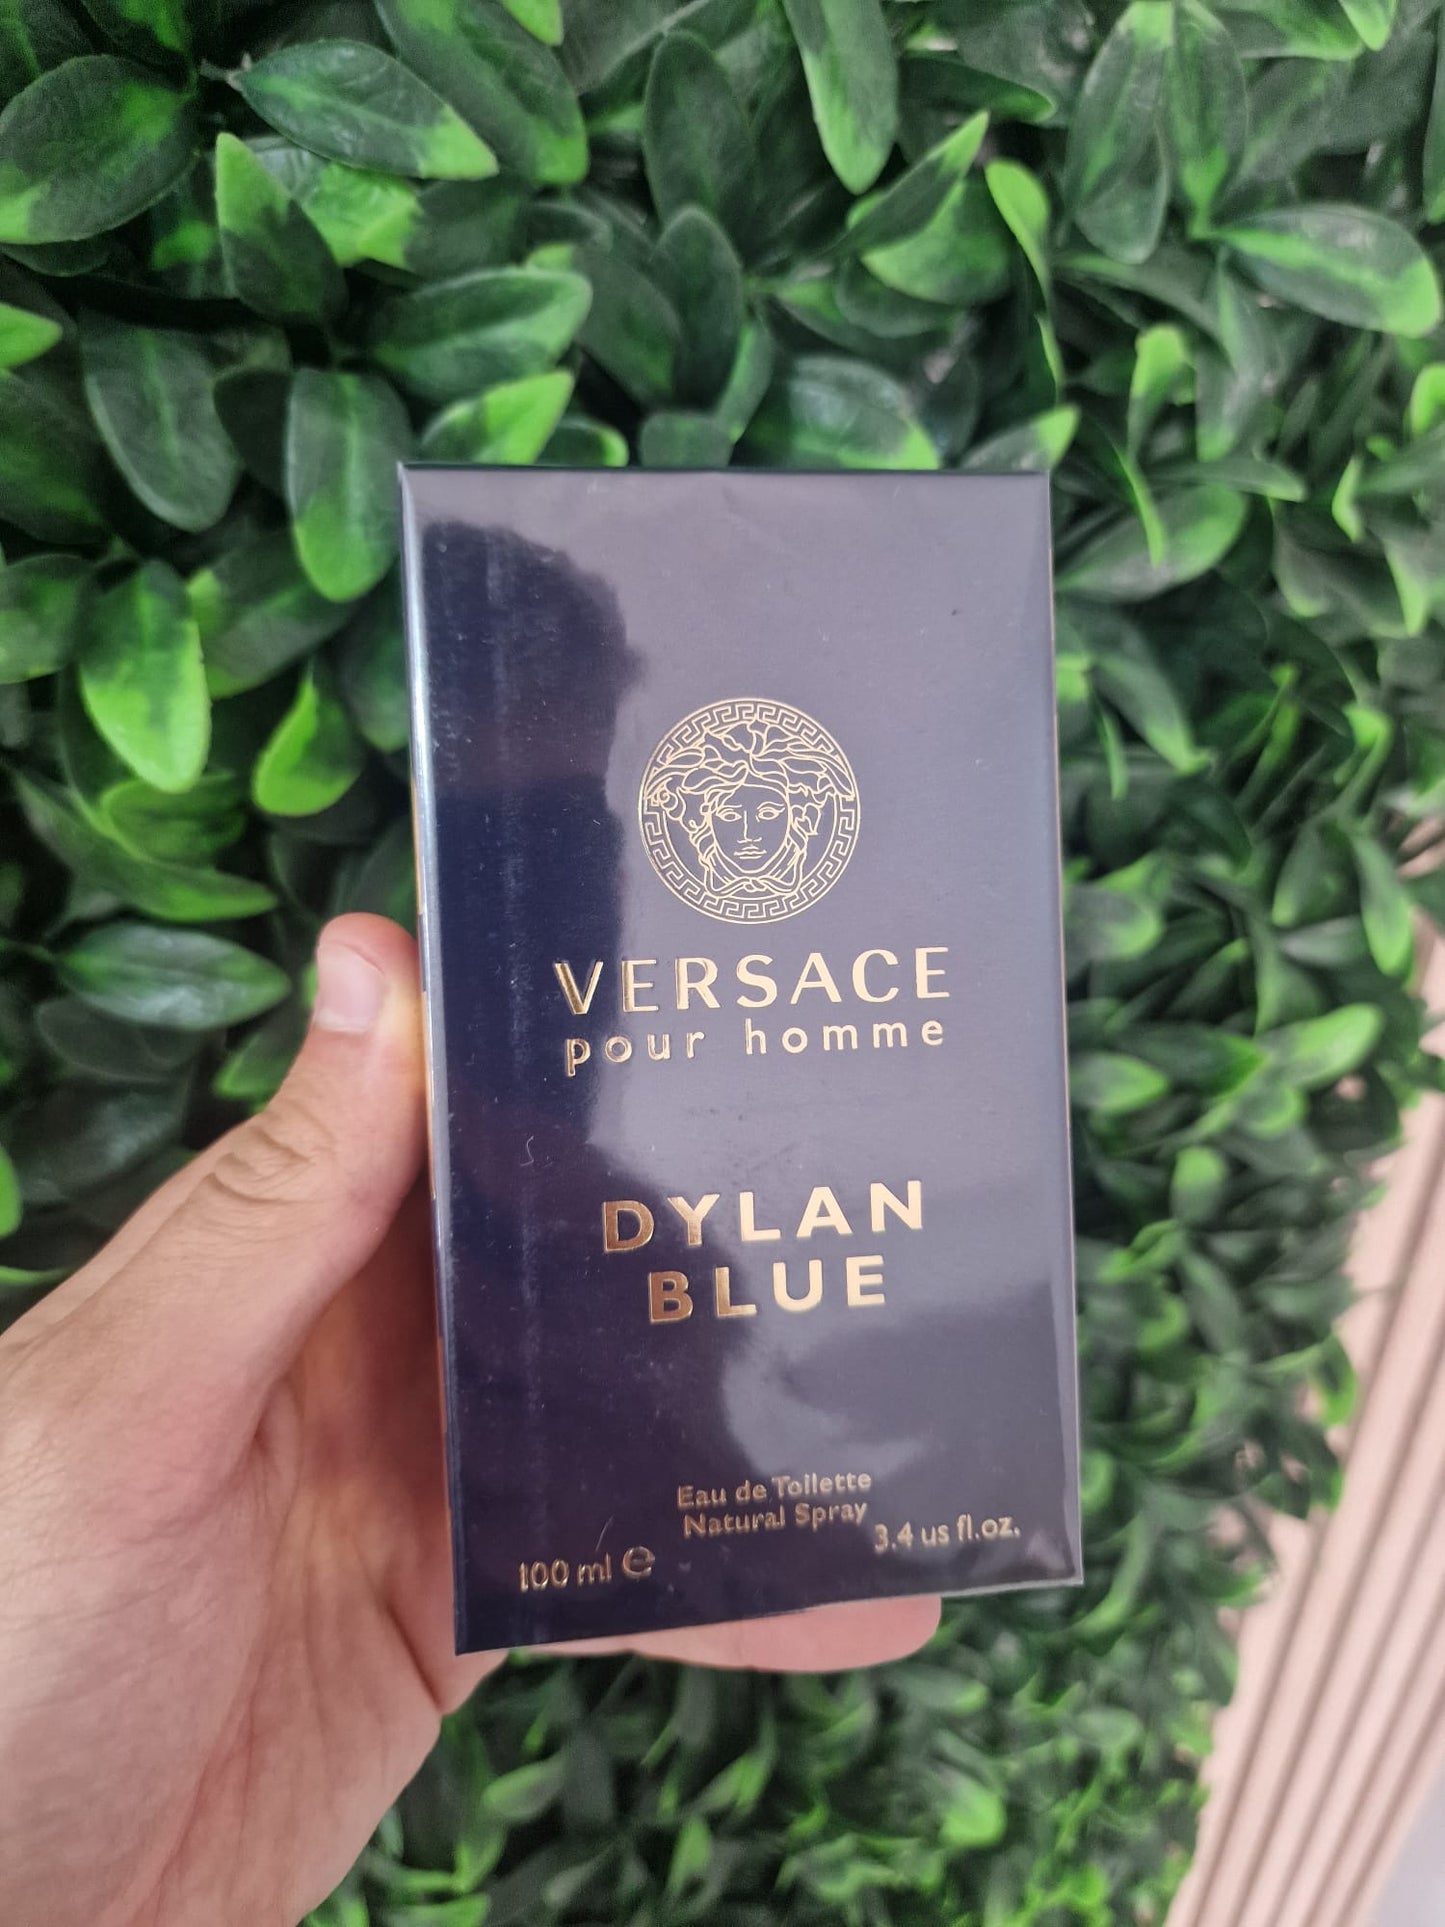 VERSACE
pour homme
DYLAN
BLUE
Eau de Toilette
Natural Spray
100 ml ℮
3.4 us fl.oz.